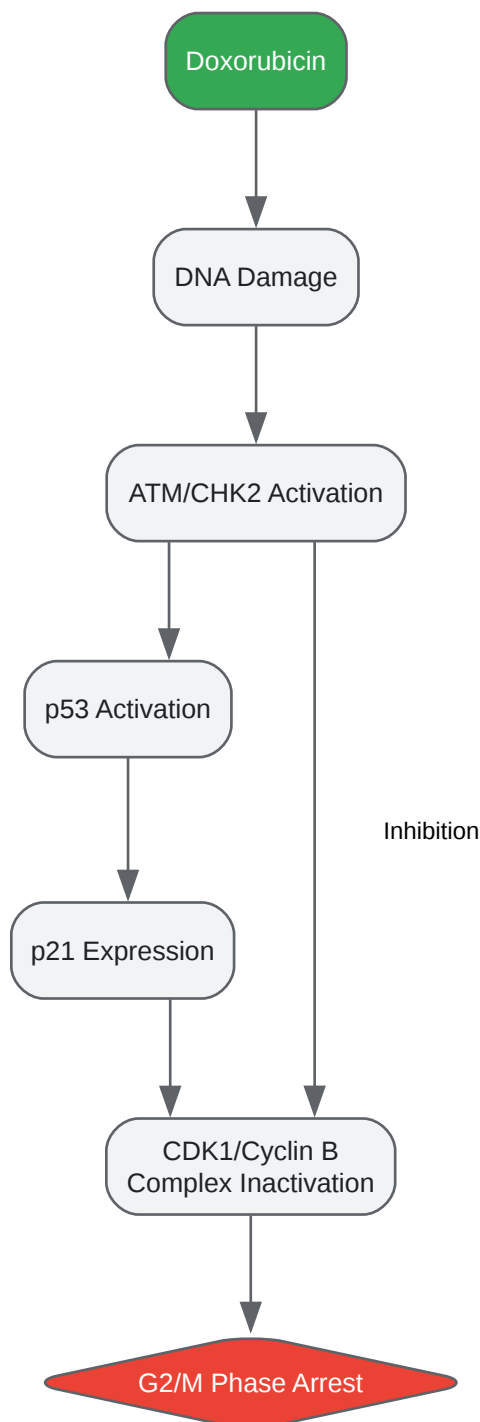 Doxorubicin
DNA Damage
ATM/CHK2 Activation
p53 Activation
Inhibition
p21 Expression
CDK1/Cyclin B
Complex Inactivation
G2/M Phase Arrest